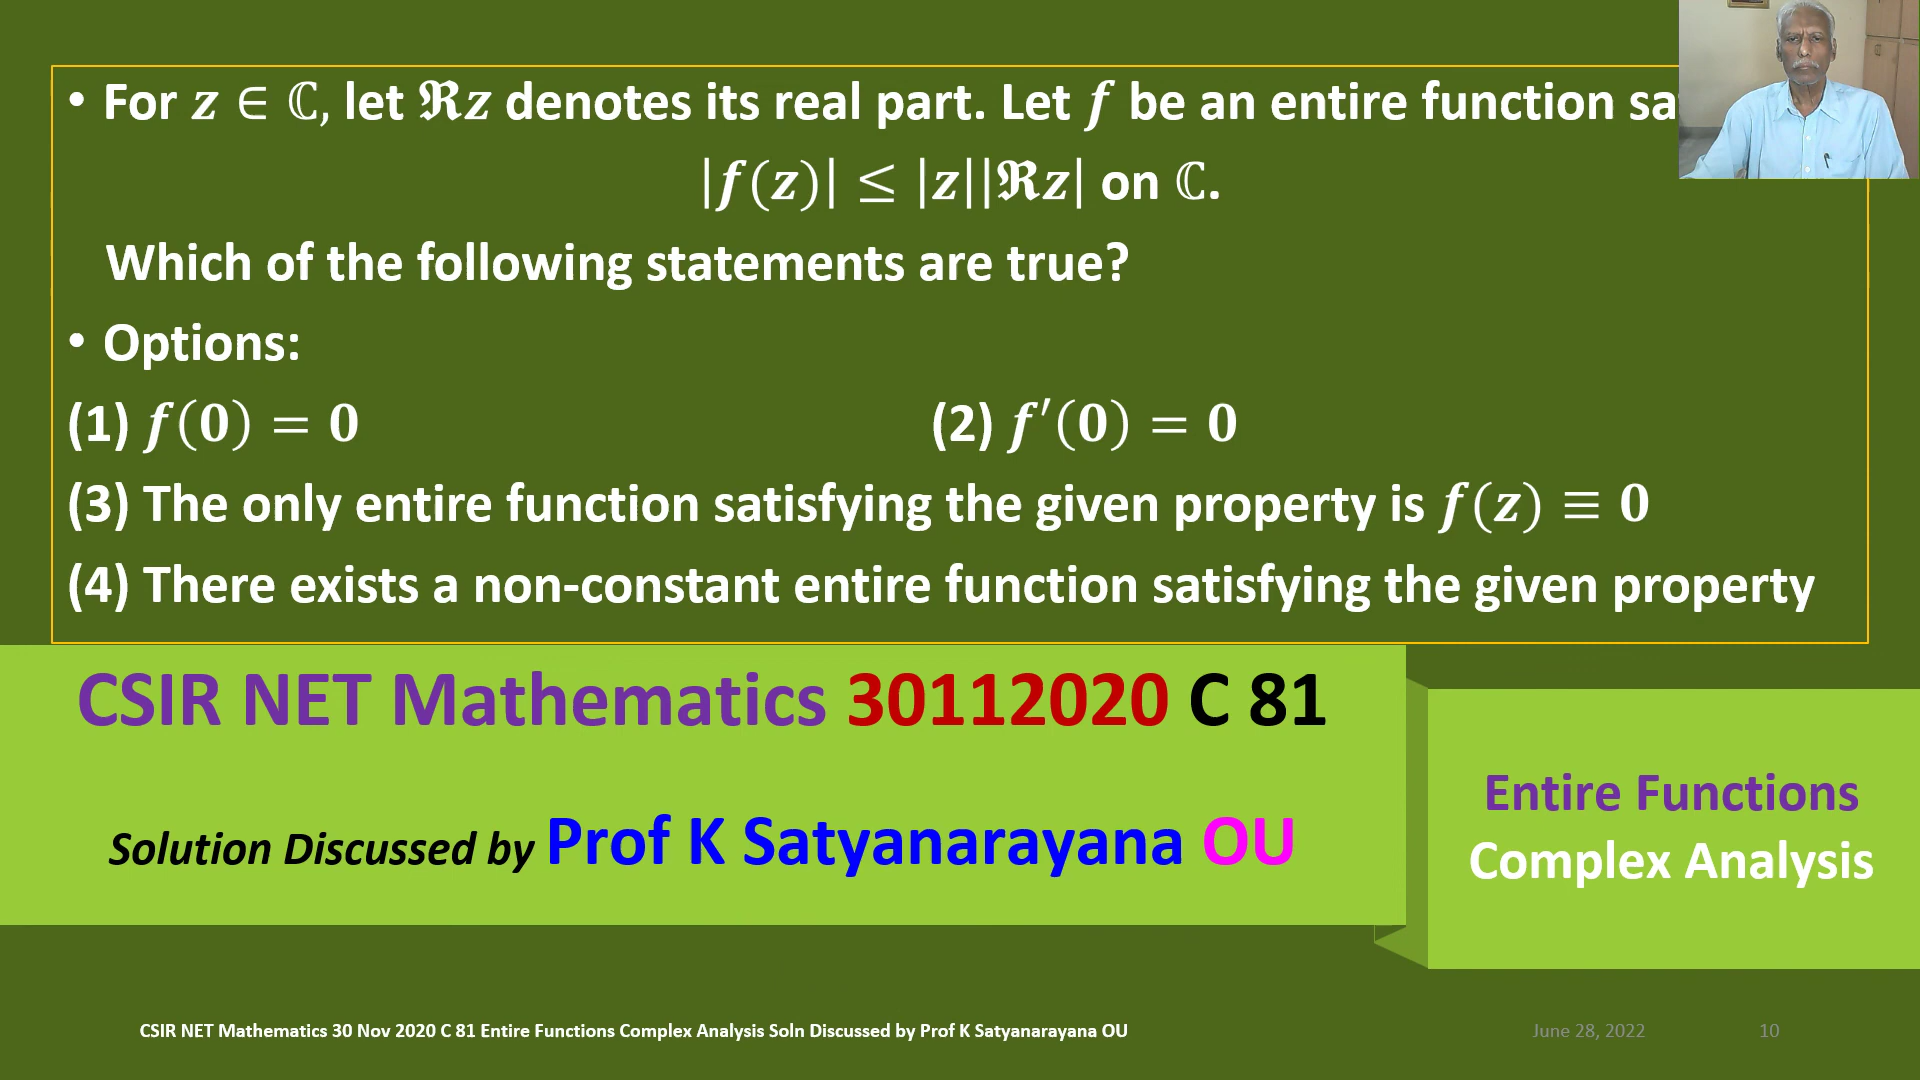 • For z ∈ ℂ, let ℜz denotes its real part. Let f be an entire function
|f(z)| ≤ |z||ℜz| on ℂ.
Which of the following statements are true?
• Options:
(1) f(0) = 0 (2) f′(0) = 0
(3) The only entire function satisfying the given property is f(z) ≡ 0
(4) There exists a non-constant entire function satisfying the given property
CSIR NET Mathematics 30112020 C 81
Solution Discussed by Prof K Satyanarayana OU
Entire Functions
Complex Analysis
CSIR NET Mathematics 30 Nov 2020 C 81 Entire Functions Complex Analysis Soln Discussed by Prof K Satyanarayana OU
June 28, 2022
10